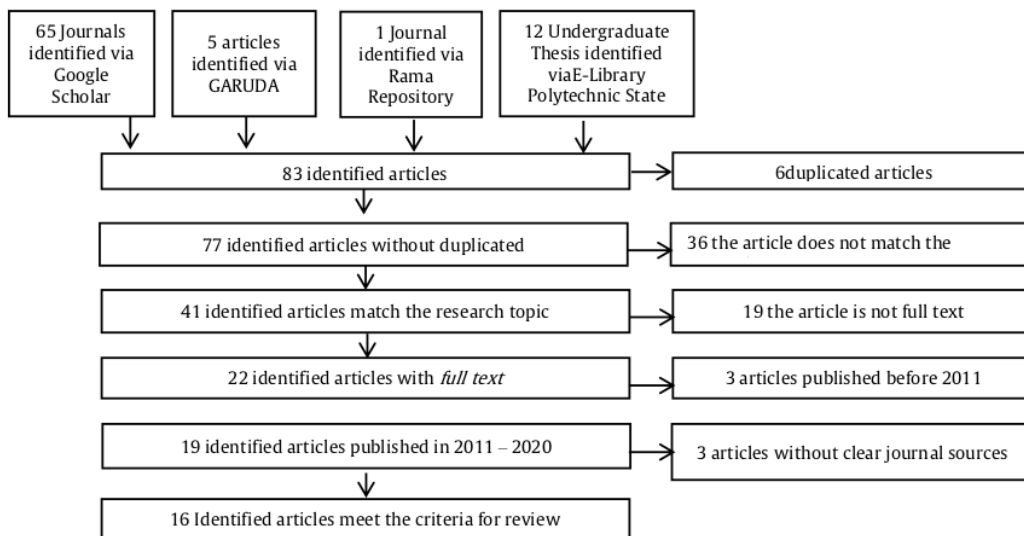 65 Journals
identified via
Google
Scholar
5 articles
identified via
GARUDA
1 Journal
identified via
Rama
Repository
12 Undergraduate
Thesis identified
viaE-Library
Polytechnic State
83 identified articles
6duplicated articles
77 identified articles without duplicated
36 the article does not match the
41 identified articles match the research topic
19 the article is not full text
22 identified articles with full text
3 articles published before 2011
19 identified articles published in 2011 – 2020
3 articles without clear journal sources
16 Identified articles meet the criteria for review